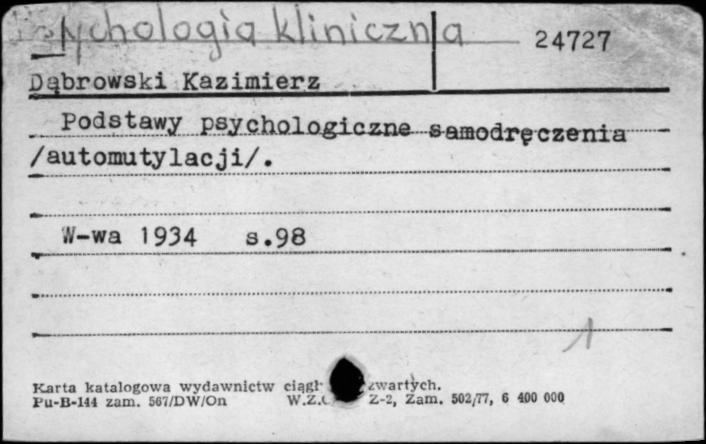 Psychologia kliniczna 24727
Dąbrowski Kazimierz
Podstawy psychologiczne samodręczenia
/automutylacji/.
W-wa 1934 s.98
1
Karta katalogowa wydawnictw zwartych.
Pu-B-144 zam. 567/DW/On Z-2, Zam. 502/77, 6 400 000